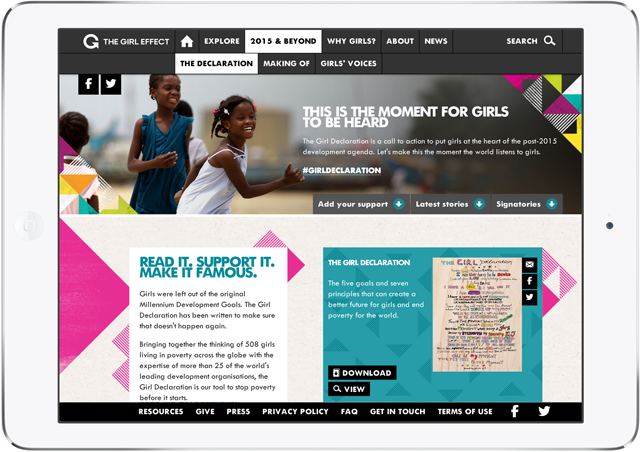 THE GIRL EFFECT
EXPLORE
2015 & BEYOND
WHY GIRLS?
ABOUT
NEWS
SEARCH
THE DECLARATION
MAKING OF
GIRLS' VOICES
THIS IS THE MOMENT FOR GIRLS
TO BE HEARD
The Girl Declaration is a call to action to put girls at the heart of the post-2015
development agenda. Let's make this the moment the world listens to girls.
#GIRLDECLARATION
Add your support
Latest stories
Signatories
READ IT. SUPPORT IT.
MAKE IT FAMOUS.
Girls were left out of the original
Millennium Development Goals. The Girl
Declaration has been written to make sure
that doesn't happen again.
Bringing together the thinking of 508 girls
living in poverty across the globe with the
expertise of more than 25 of the world's
leading development organisations, the
Girl Declaration is our tool to stop poverty
before it starts.
THE GIRL DECLARATION
The five goals and seven
principles that can create a
better future for girls and end
poverty for the world.
THE GIRL Declaration
DOWNLOAD
VIEW
RESOURCES
GIVE
PRESS
PRIVACY POLICY
FAQ
GET IN TOUCH
TERMS OF USE